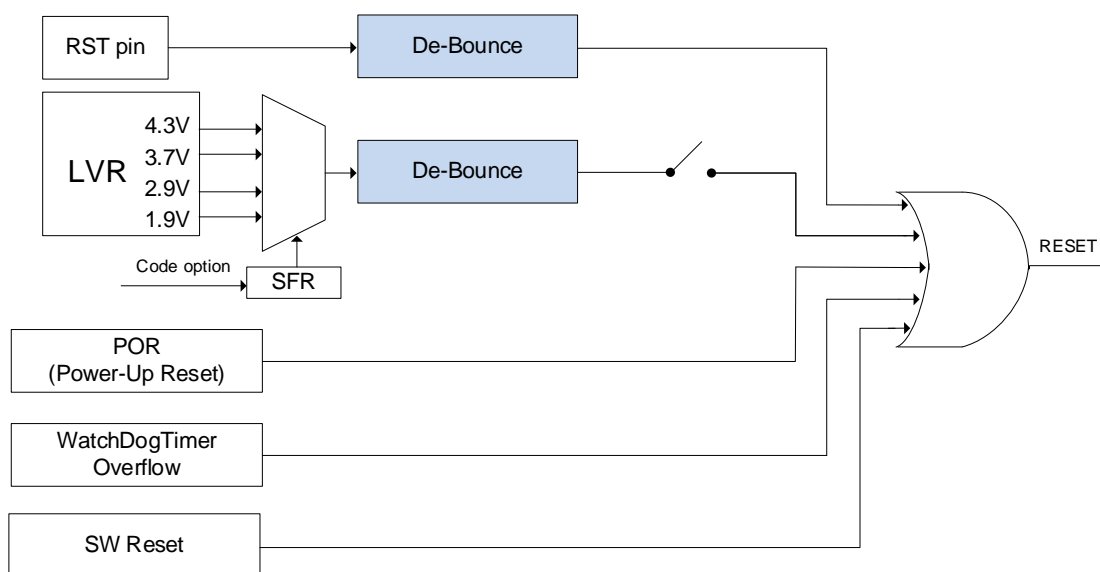 RST pin
De-Bounce
LVR
4.3V
3.7V
2.9V
1.9V
De-Bounce
Code option
SFR
RESET
POR
(Power-Up Reset)
WatchDogTimer
Overflow
SW Reset